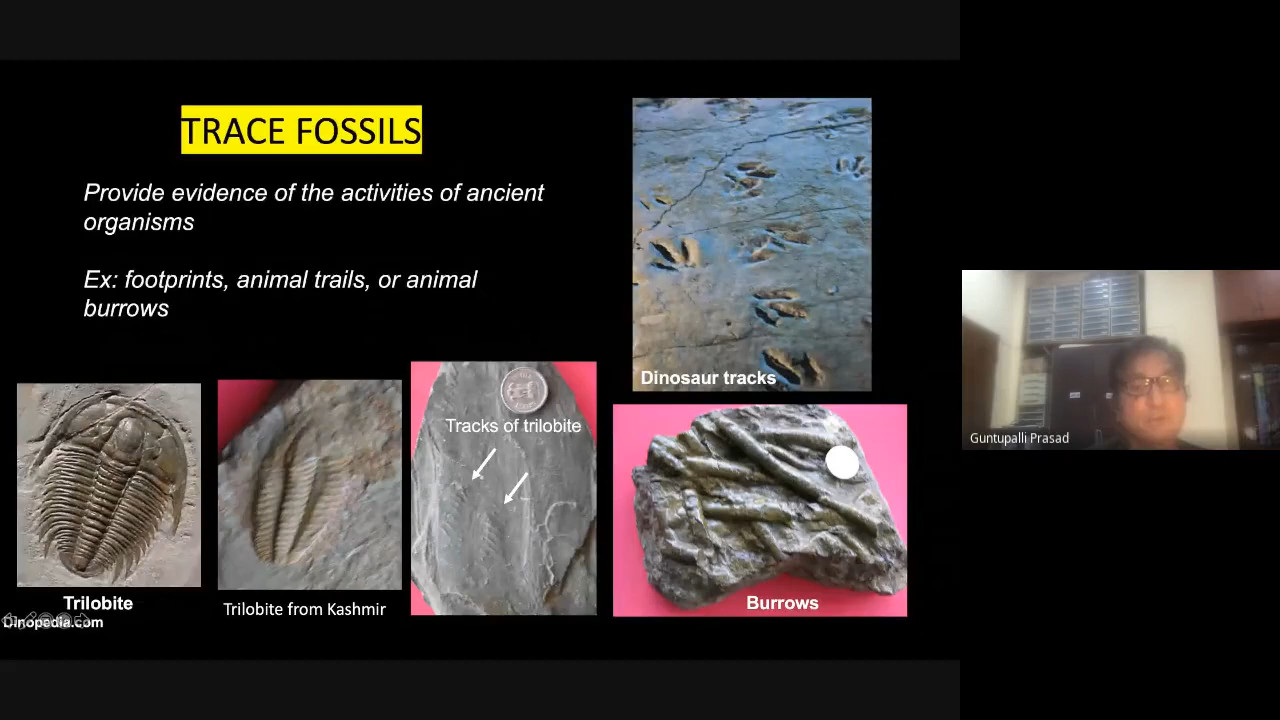 TRACE FOSSILS
Provide evidence of the activities of ancient
organisms
Ex: footprints, animal trails, or animal
burrows
Dinosaur tracks
Tracks of trilobite
Trilobite
Dinopedia.com
Trilobite from Kashmir
Burrows
Guntupalli Prasad